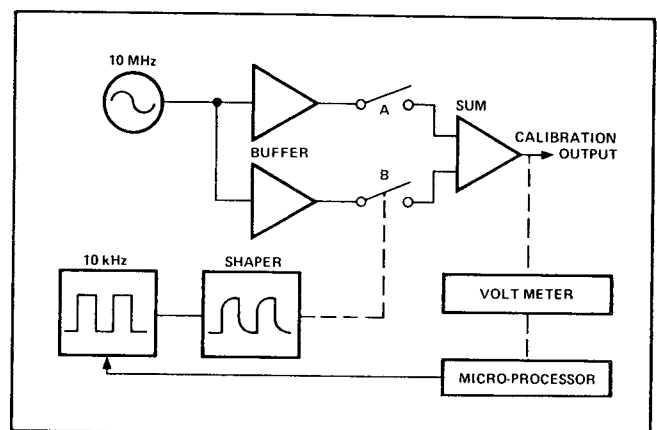 10 MHz
A
SUM
CALIBRATION
OUTPUT
BUFFER
B
10 kHz
SHAPER
VOLT METER
MICRO-PROCESSOR